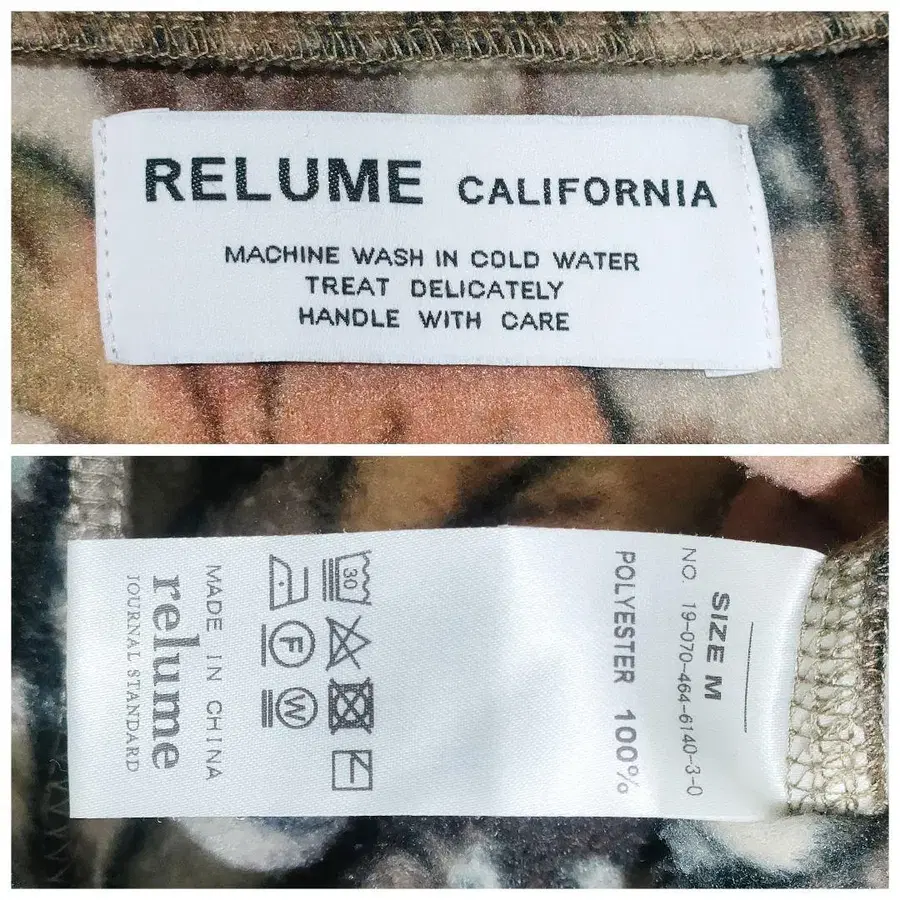 RELUME CALIFORNIA
MACHINE WASH IN COLD WATER
TREAT DELICATELY
HANDLE WITH CARE
SIZE M
NO. 19-070-464-6140-3-0
POLYESTER 100%
30
F
W
MADE IN CHINA
relume
JOURNAL STANDARD